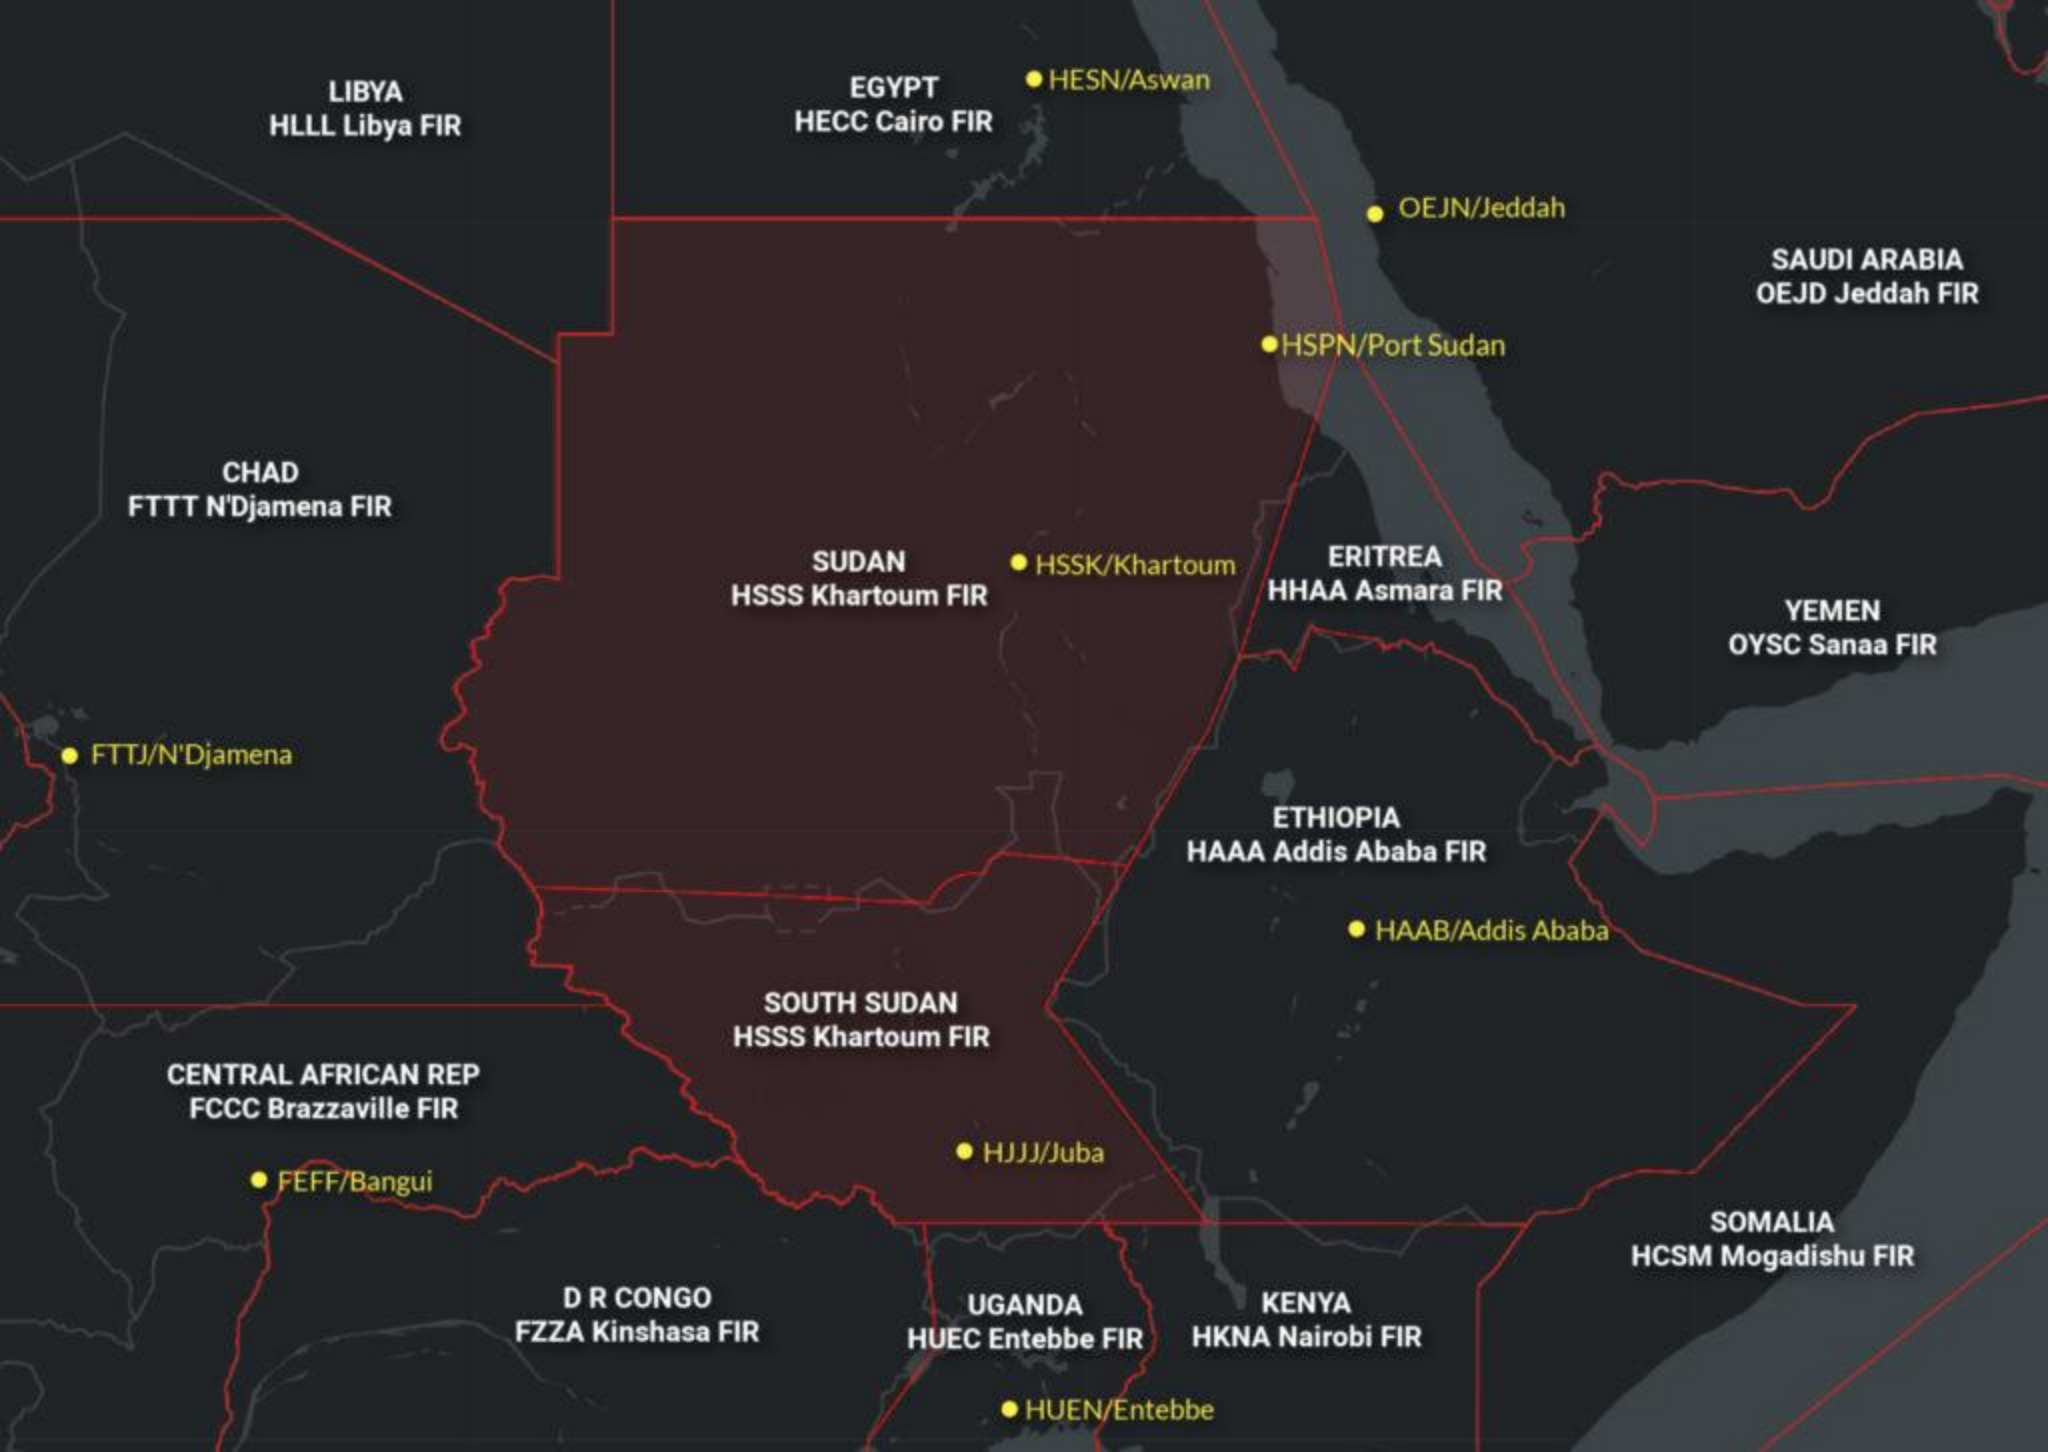 LIBYA
HLLL Libya FIR
EGYPT
HECC Cairo FIR
HESN/Aswan
OEJN/Jeddah
SAUDI ARABIA
OEJD Jeddah FIR
HSPN/Port Sudan
CHAD
FTTT N'Djamena FIR
SUDAN
HSSS Khartoum FIR
HSSK/Khartoum
ERITREA
HHAA Asmara FIR
YEMEN
OYSC Sanaa FIR
FTTJ/N'Djamena
ETHIOPIA
HAAA Addis Ababa FIR
HAAB/Addis Ababa
SOUTH SUDAN
HSSS Khartoum FIR
CENTRAL AFRICAN REP
FCCC Brazzaville FIR
HJJJ/Juba
FEFF/Bangui
SOMALIA
HCSM Mogadishu FIR
D R CONGO
FZZA Kinshasa FIR
UGANDA
HUEC Entebbe FIR
KENYA
HKNA Nairobi FIR
HUEN/Entebbe